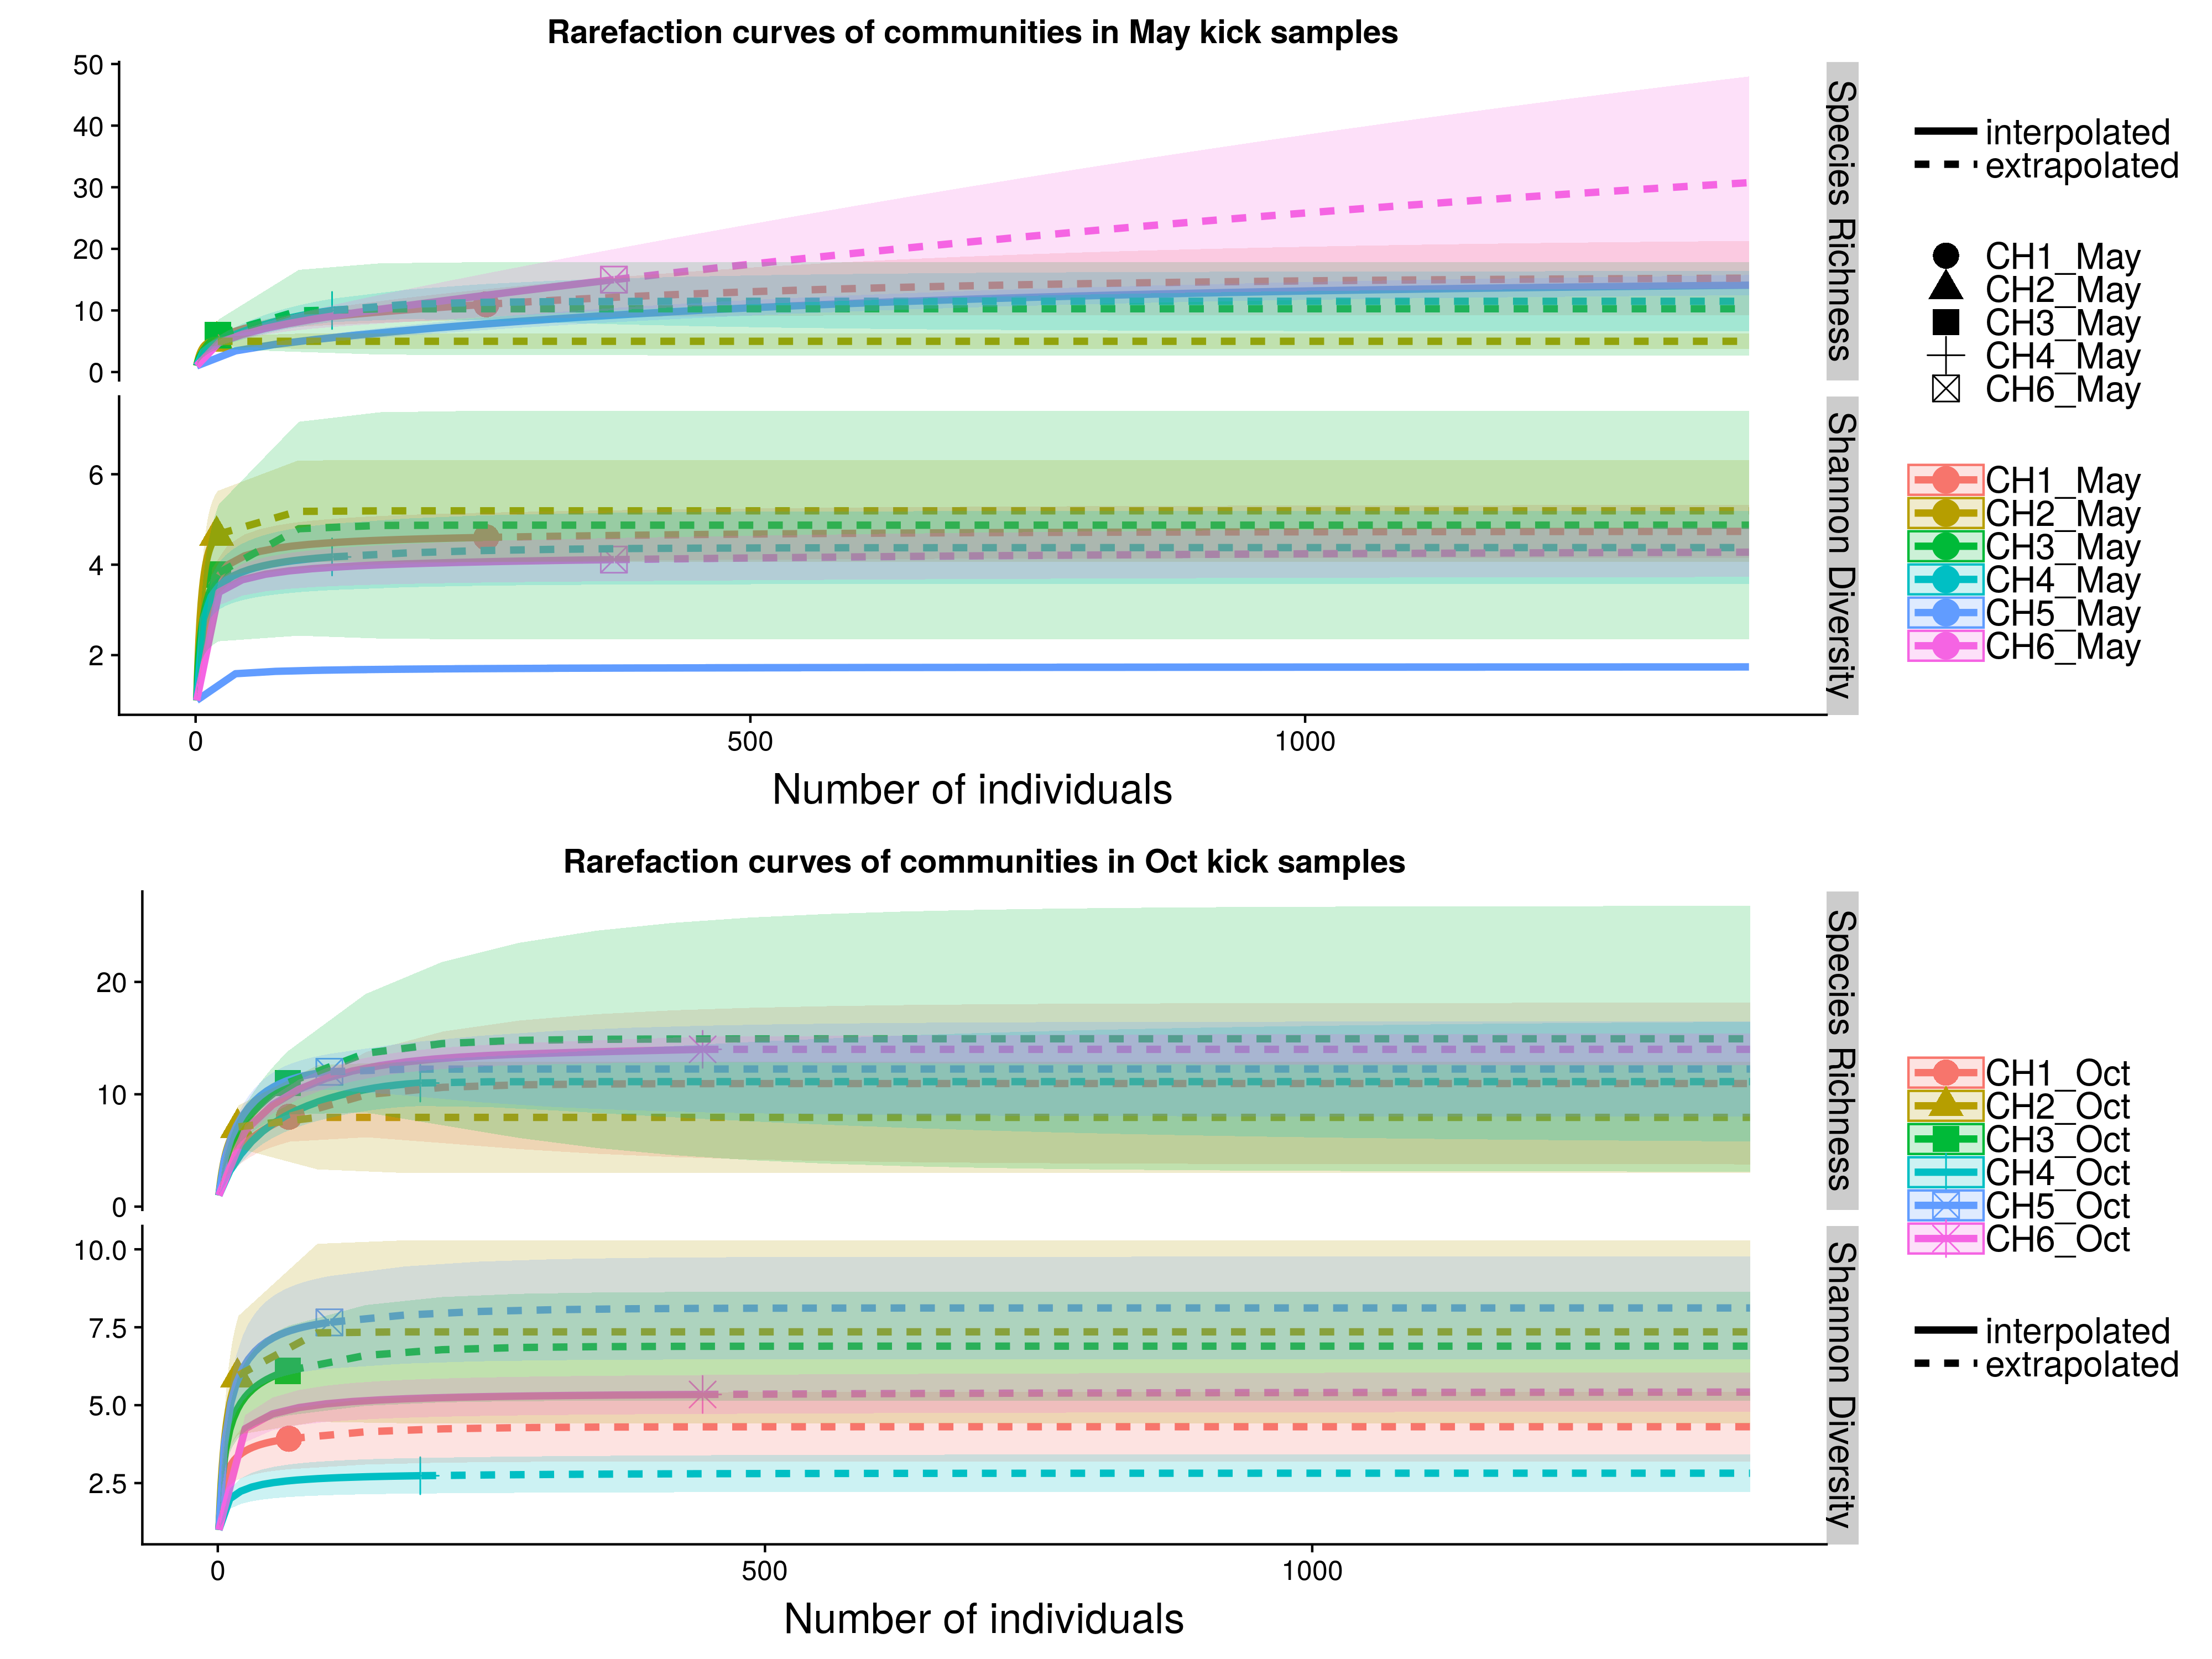 Rarefaction curves of communities in May kick samples
50
40
30
20
10
0
Species Richness
6
4
2
Shannon Diversity
0
500
1000
Number of individuals
interpolated
extrapolated
CH1_May
CH2_May
CH3_May
CH4_May
CH6_May
CH1_May
CH2_May
CH3_May
CH4_May
CH5_May
CH6_May
Rarefaction curves of communities in Oct kick samples
20
10
0
Species Richness
10.0
7.5
5.0
2.5
Shannon Diversity
0
500
1000
Number of individuals
CH1_Oct
CH2_Oct
CH3_Oct
CH4_Oct
CH5_Oct
CH6_Oct
interpolated
extrapolated